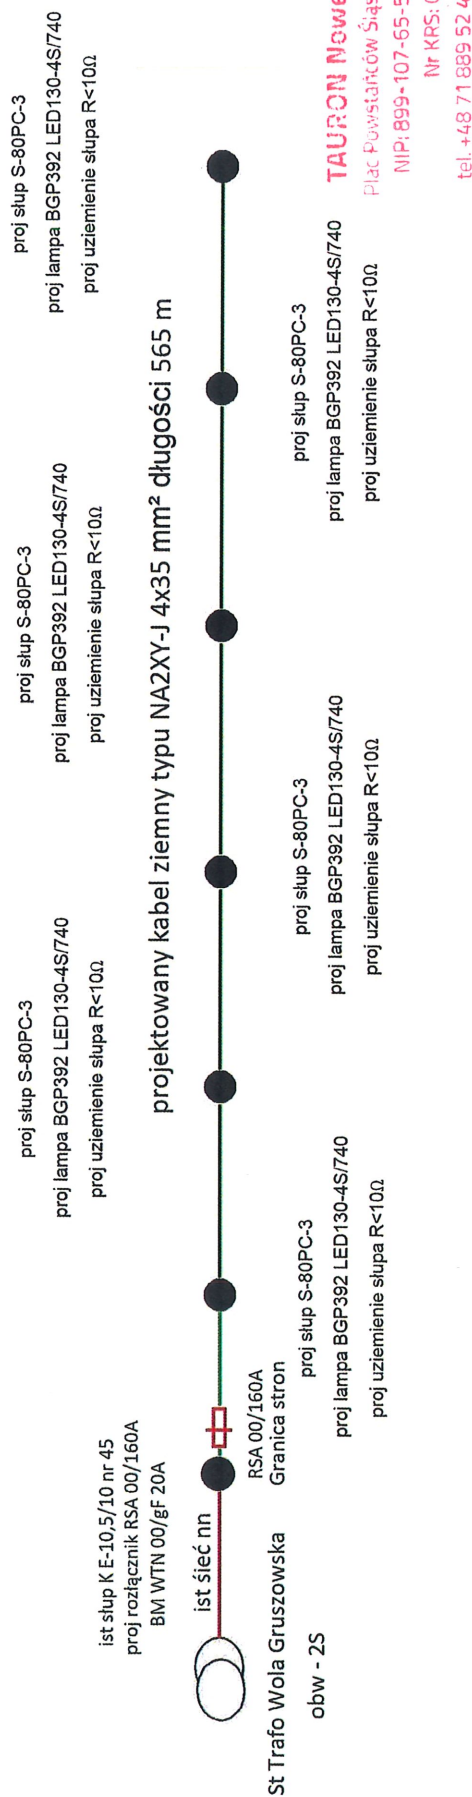 ist słup K E-10,5/10 nr 45
proj rozłącznik RSA 00/160A
BM WTN 00/gF 20A
ist śieć nn
St Trafo Wola Gruszowska
obw - 2S
RSA 00/160A
Granica stron
projektowany kabel ziemny typu NA2XY-J 4x35 mm² długości 565 m
proj słup S-80PC-3
proj lampa BGP392 LED130-4S/740
proj uziemienie słupa R<10Ω
proj słup S-80PC-3
proj lampa BGP392 LED130-4S/740
proj uziemienie słupa R<10Ω
proj słup S-80PC-3
proj lampa BGP392 LED130-4S/740
proj uziemienie słupa R<10Ω
proj słup S-80PC-3
proj lampa BGP392 LED130-4S/740
proj uziemienie słupa R<10Ω
proj słup S-80PC-3
proj lampa BGP392 LED130-4S/740
proj uziemienie słupa R<10Ω
proj słup S-80PC-3
proj lampa BGP392 LED130-4S/740
proj uziemienie słupa R<10Ω
TAURON Nowe
Plac Powstańców Śląs
NIP: 899-107-65-5
Nr KRS:
tel. +48 71 889 52 4